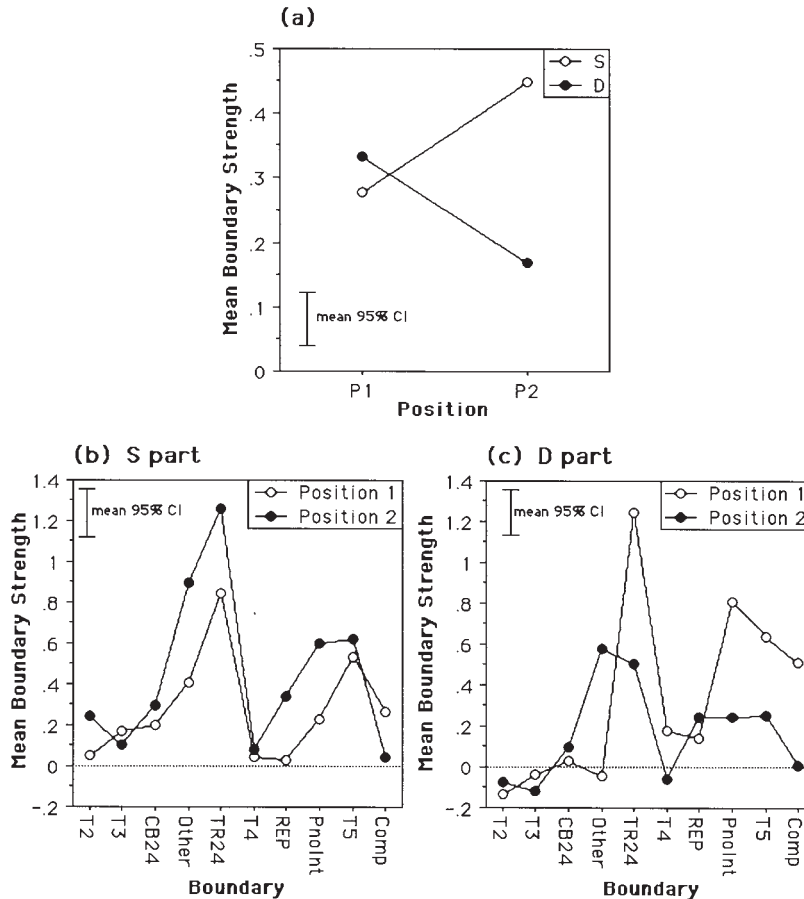 (a)
Mean Boundary Strength
.5
.4
.3
.2
.1
0
S
D
mean 95% CI
P1 P2
Position
(b) S part
Mean Boundary Strength
1.4
1.2
1
.8
.6
.4
.2
0
-.2
mean 95% CI
Position 1
Position 2
T2 T3 CB24 Other TR24 T4 REP PnoInt T5 Comp
Boundary
(c) D part
Mean Boundary Strength
1.4
1.2
1
.8
.6
.4
.2
0
-.2
mean 95% CI
Position 1
Position 2
T2 T3 CB24 Other TR24 T4 REP PnoInt T5 Comp
Boundary